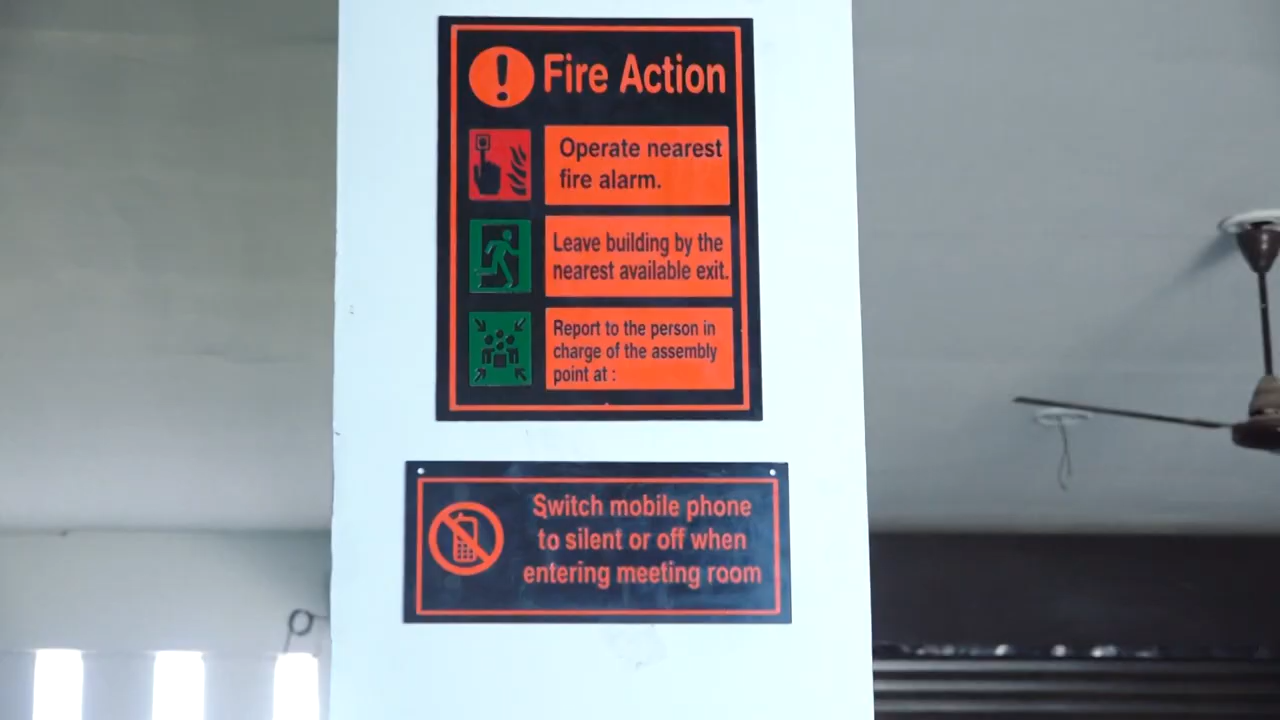 Fire Action
Operate nearest
fire alarm.
Leave building by the
nearest available exit.
Report to the person in
charge of the assembly
point at :
Switch mobile phone
to silent or off when
entering meeting room